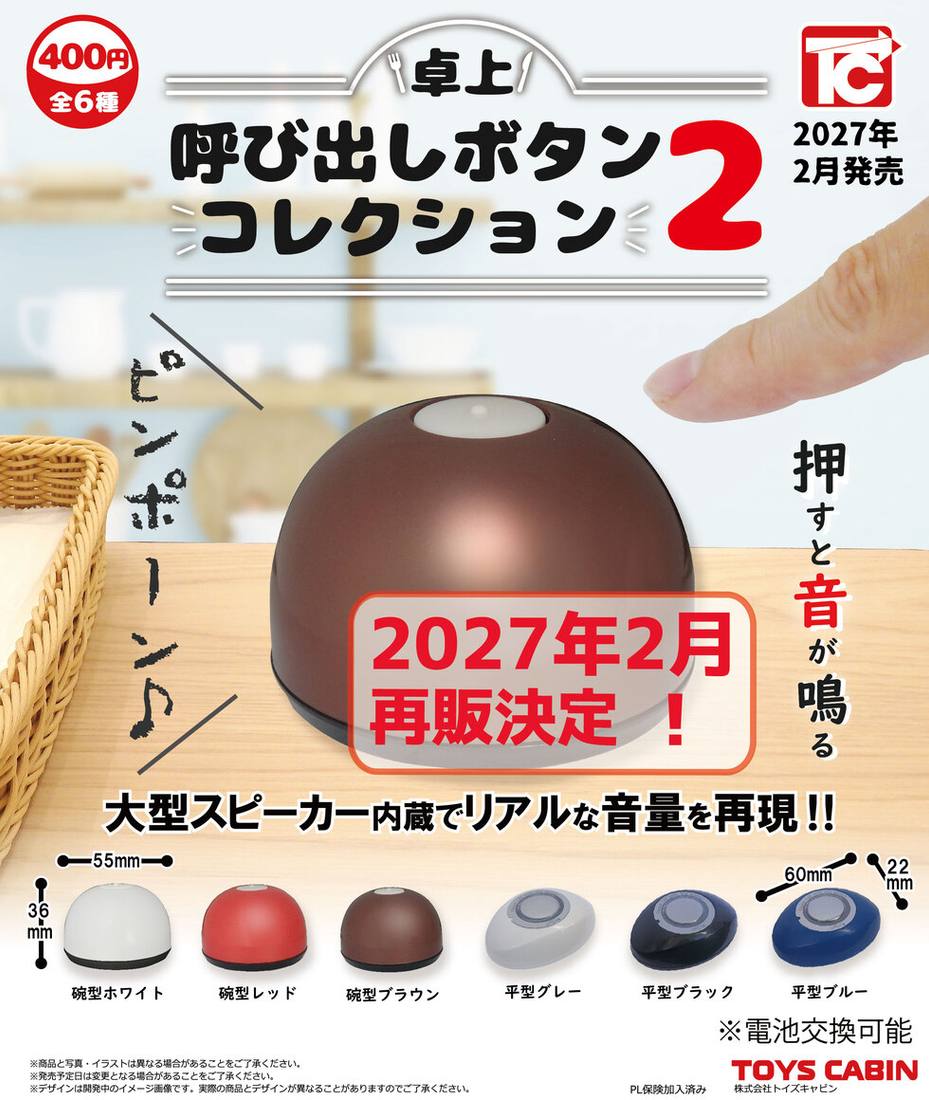 400円
全6種
卓上
呼び出しボタン
コレクション2
TC
2027年
2月発売
ピンポーン♪
押すと音が鳴る
2027年2月
再販決定!
大型スピーカー内蔵でリアルな音量を再現!!
55mm
36
mm
60mm
22
mm
碗型ホワイト
碗型レッド
碗型ブラウン
平型グレー
平型ブラック
平型ブルー
※電池交換可能
※商品と写真・イラストは異なる場合があることをご了承ください。
※発売予定日は変更となる場合があることをご了承ください。
※デザインは開発中のイメージ画像です。実際の商品とデザインが異なることがありますのでご了承ください。
PL保険加入済み
TOYS CABIN
株式会社トイズキャビン